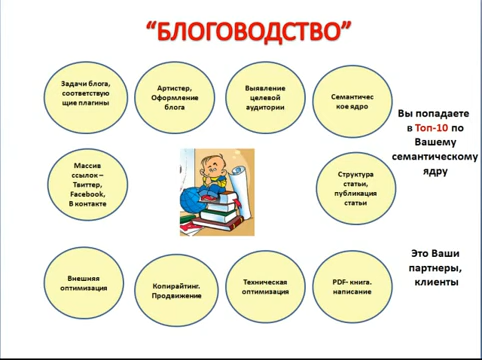 “БЛОГОВОДСТВО”
Задачи блога,
соответствую
щие плагины
Артистер,
Оформление
блога
Выявление
целевой
аудитории
Семантичес
кое ядро
Вы попадаете
в Топ-10 по
Вашему
семантическому
ядру
Массив
ссылок –
Твиттер,
Facebook,
В контакте
Структура
статьи,
публикация
статьи
Это Ваши
партнеры,
клиенты
Внешняя
оптимизация
Копирайтинг.
Продвижение
Техническая
оптимизация
PDF- книга.
написание